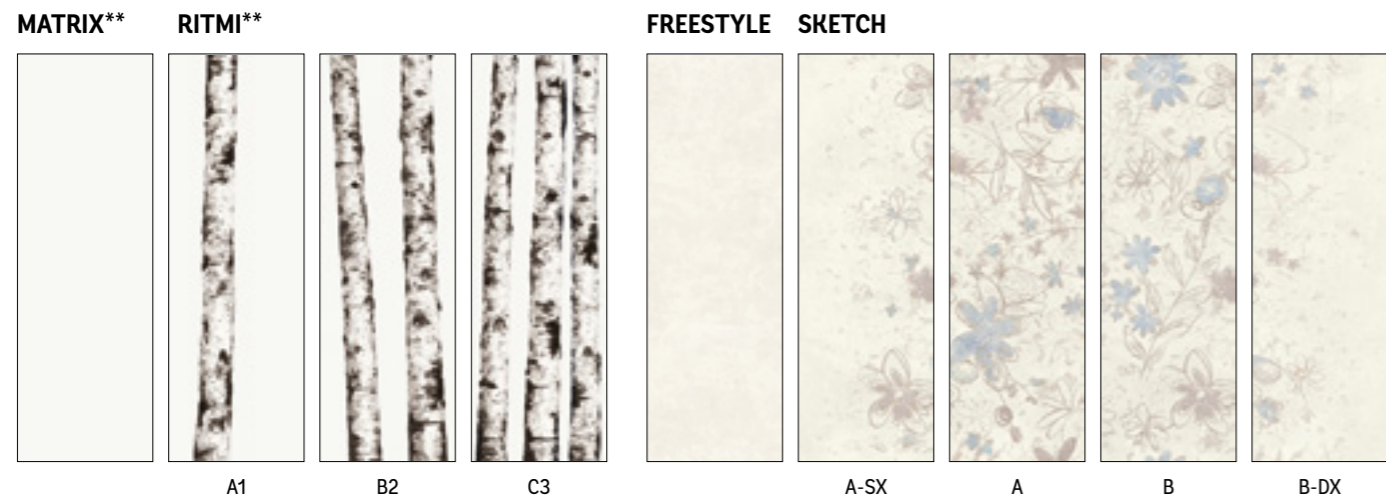 MATRIX** RITMI** FREESTYLE SKETCH
A1 B2 C3 A-SX A B B-DX